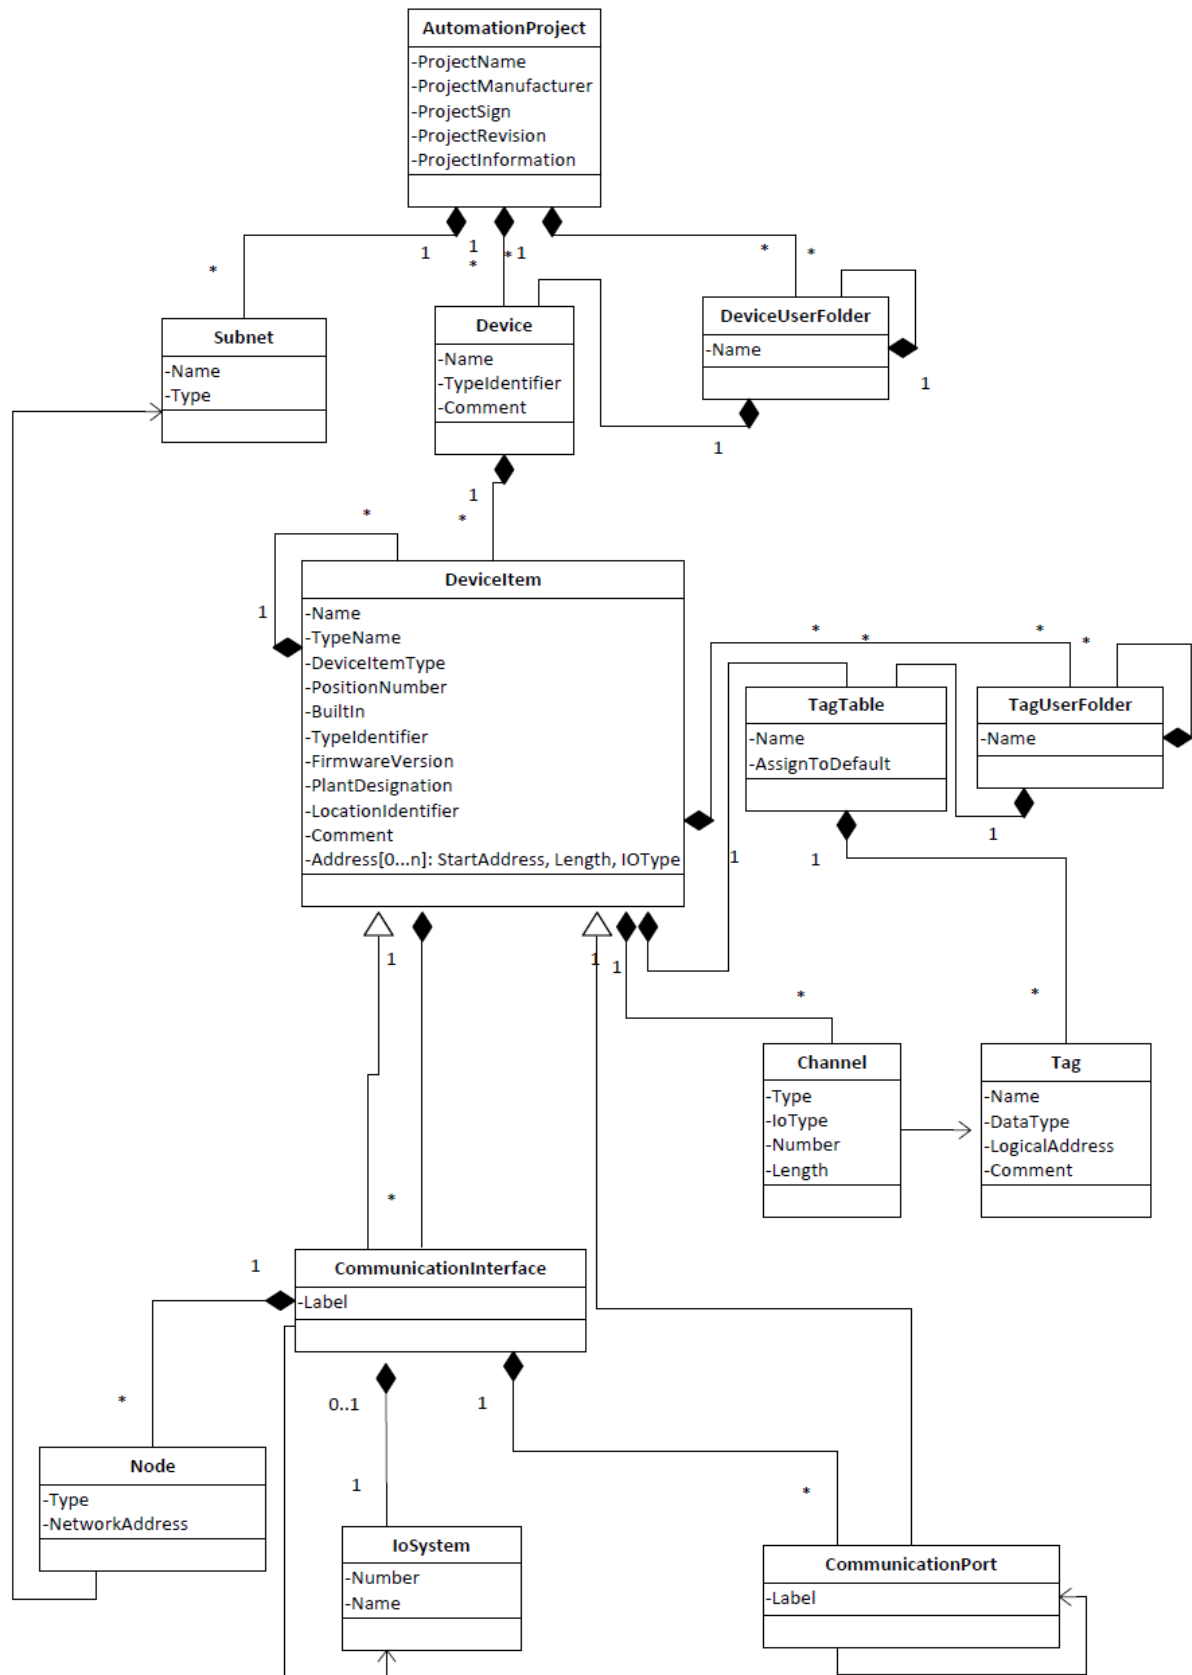 AutomationProject
-ProjectName
-ProjectManufacturer
-ProjectSign
-ProjectRevision
-ProjectInformation
1
1
*
*
1
*
*
*
Subnet
-Name
-Type
Device
-Name
-TypeIdentifier
-Comment
DeviceUserFolder
-Name
1
1
1
*
*
1
DeviceItem
-Name
-TypeName
-DeviceItemType
-PositionNumber
-BuiltIn
-TypeIdentifier
-FirmwareVersion
-PlantDesignation
-LocationIdentifier
-Comment
-Address[0...n]: StartAddress, Length, IOType
*
*
*
*
TagTable
-Name
-AssignToDefault
TagUserFolder
-Name
1
1
1
1
1
1
*
*
Channel
-Type
-IoType
-Number
-Length
Tag
-Name
-DataType
-LogicalAddress
-Comment
*
1
CommunicationInterface
-Label
0..1
1
*
1
*
Node
-Type
-NetworkAddress
IoSystem
-Number
-Name
CommunicationPort
-Label